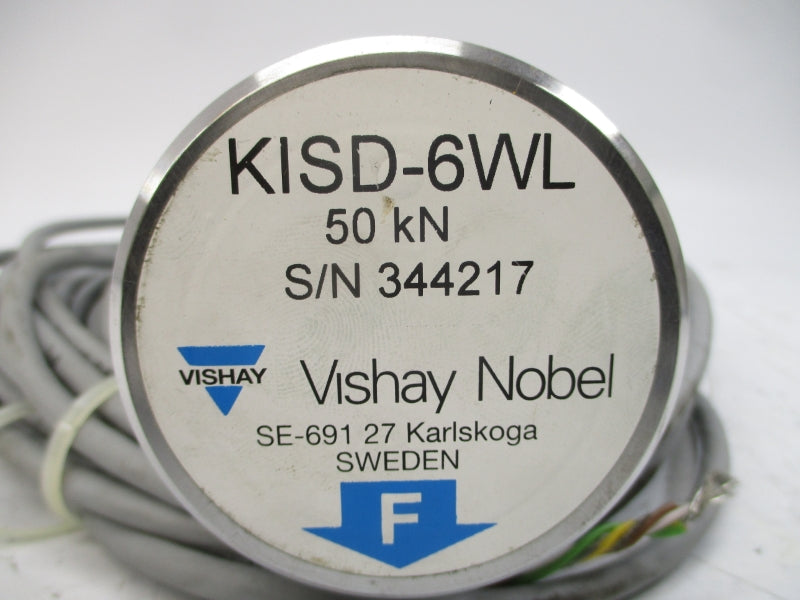 KISD-6WL
50 kN
S/N 344217
VISHAY
Vishay Nobel
SE-691 27 Karlskoga
SWEDEN
F